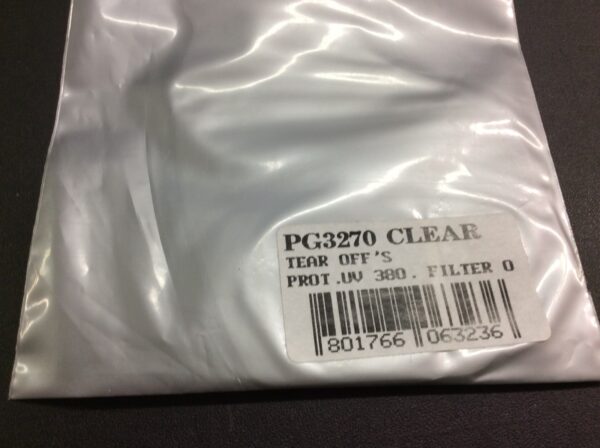 PG3270 CLEAR
TEAR OFF'S
PROT.UV 380. FILTER 0
801766 063236